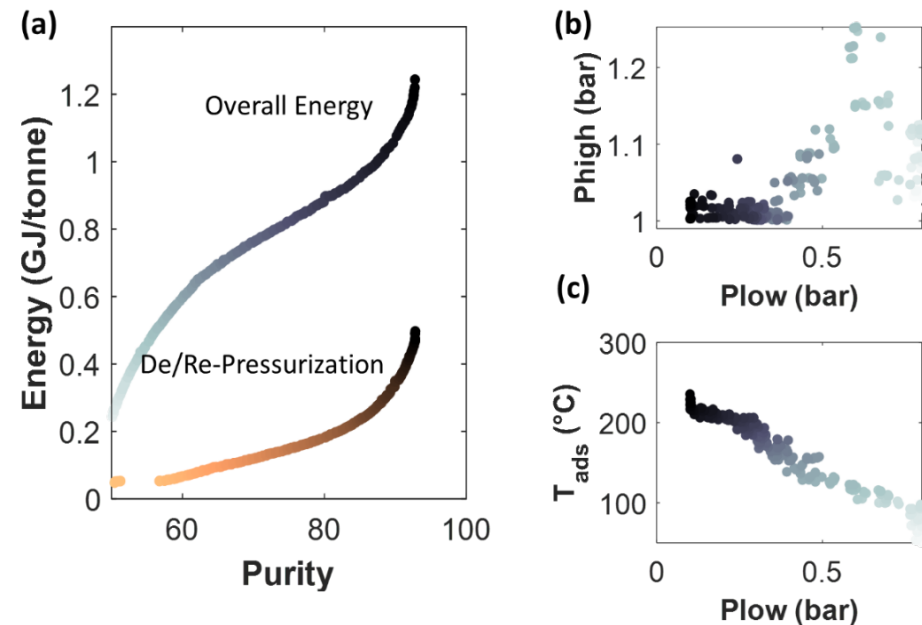 (a)
Energy (GJ/tonne)
1.2
1
0.8
0.6
0.4
0.2
0
Overall Energy
De/Re-Pressurization
60
80
100
Purity
(b)
Phigh (bar)
1.2
1.1
1
0
0.5
Plow (bar)
(c)
T_ads (°C)
300
200
100
0
0.5
Plow (bar)